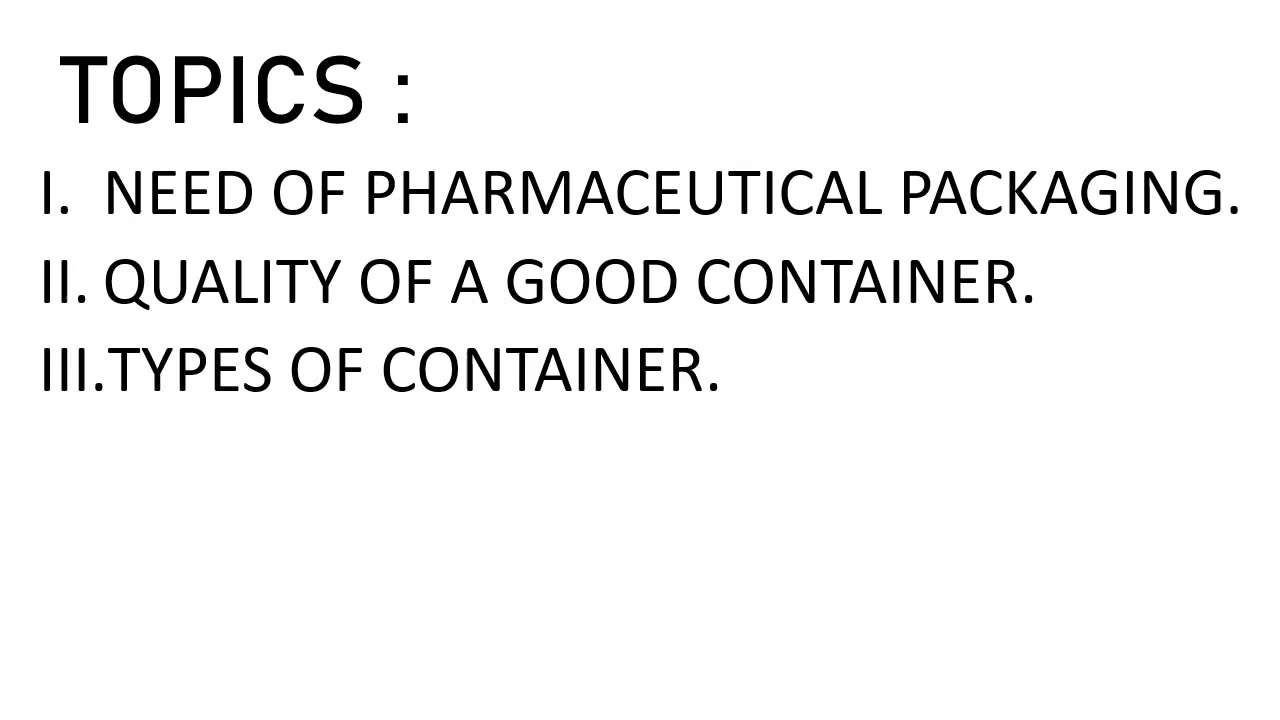 TOPICS :
I. NEED OF PHARMACEUTICAL PACKAGING.
II. QUALITY OF A GOOD CONTAINER.
III.TYPES OF CONTAINER.